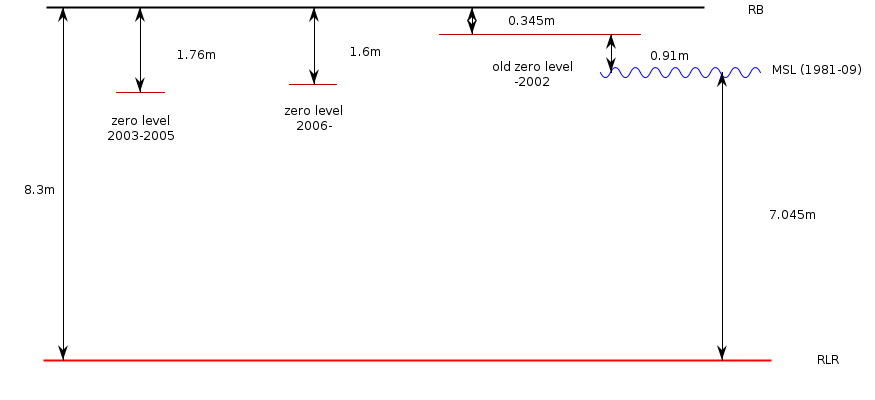 RB
0.345m
1.76m
1.6m
0.91m
old zero level
-2002
MSL (1981-09)
zero level
2003-2005
zero level
2006-
8.3m
7.045m
RLR